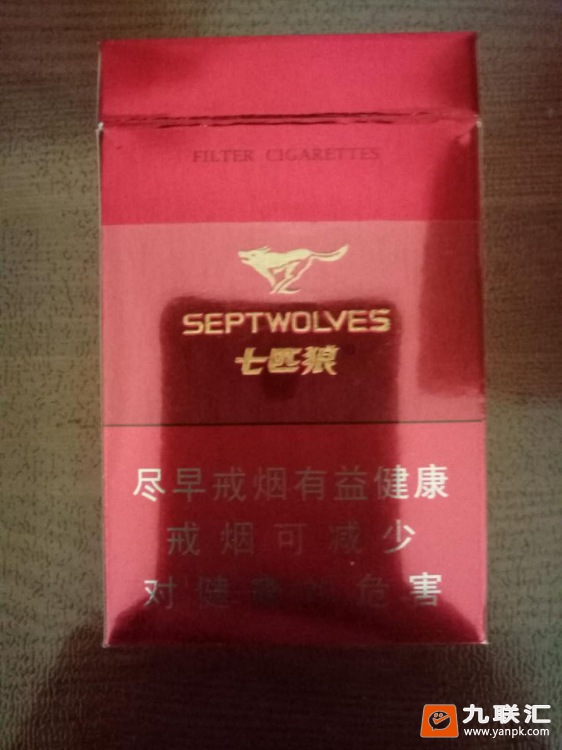 FILTER CIGARETTES
SEPTWOLVES
七匹狼
尽早戒烟有益健康
戒烟可减少
对健康的危害
九联汇
www.yanpk.com